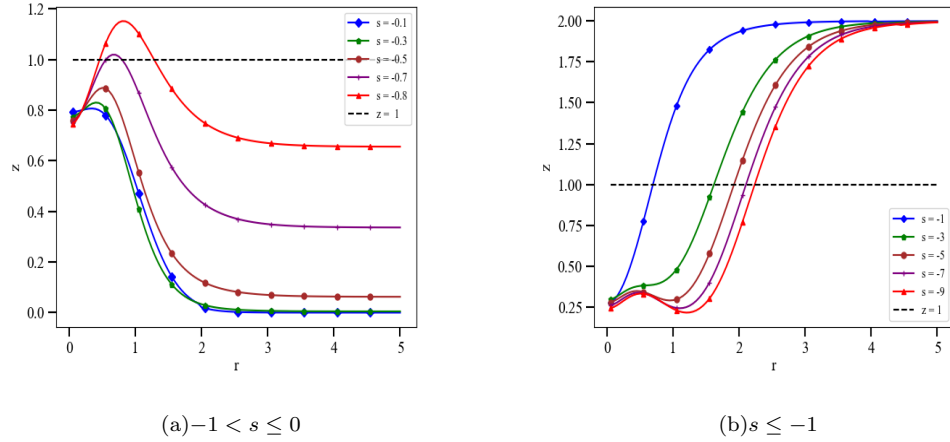 1.2
1.0
0.8
0.6
0.4
0.2
0.0
z
0 1 2 3 4 5
r
s = -0.1
s = -0.3
s = -0.5
s = -0.7
s = -0.8
z = 1
(a)−1 < s ≤ 0
2.00
1.75
1.50
1.25
1.00
0.75
0.50
0.25
z
0 1 2 3 4 5
r
s = -1
s = -3
s = -5
s = -7
s = -9
z = 1
(b)s ≤ −1